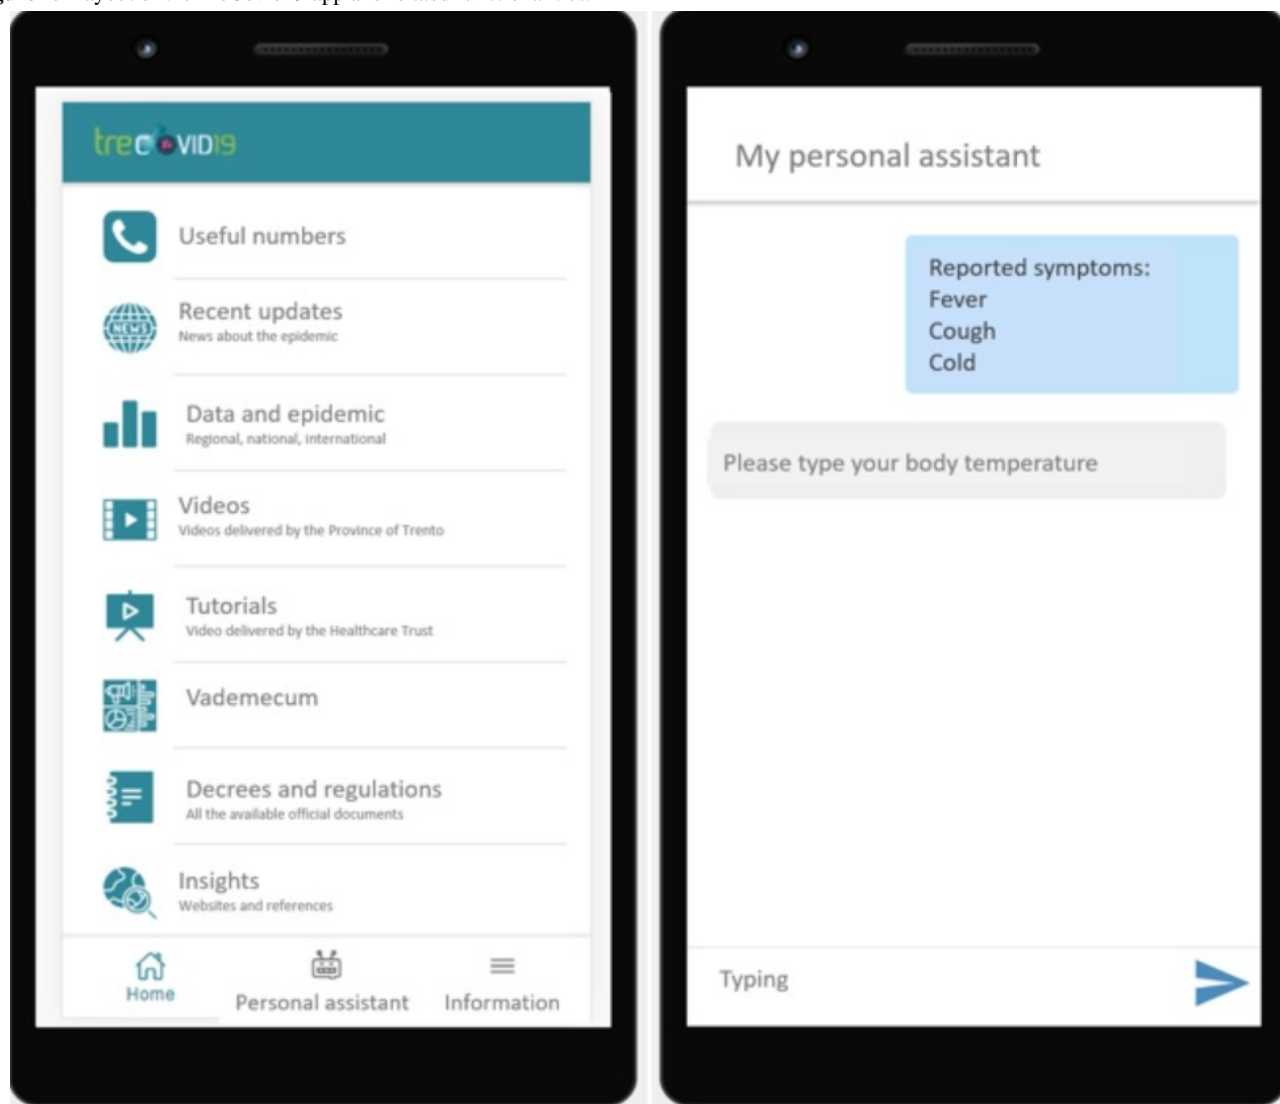 trecOVID19
Useful numbers
NEWS
Recent updates
News about the epidemic
Data and epidemic
Regional, national, international
Videos
Videos delivered by the Province of Trento
Tutorials
Video delivered by the Healthcare Trust
Vademecum
Decrees and regulations
All the available official documents
Insights
Websites and references
Home
Personal assistant
Information
My personal assistant
Reported symptoms:
Fever
Cough
Cold
Please type your body temperature
Typing